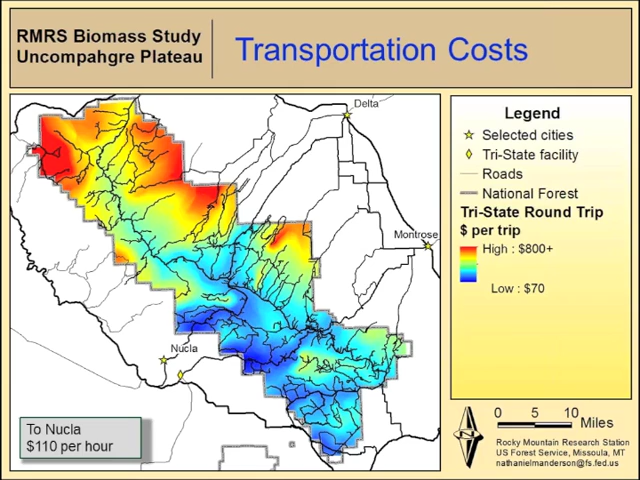 RMRS Biomass Study
Uncompahgre Plateau
Transportation Costs
Delta
Montrose
Nucla
To Nucla
$110 per hour
Legend
Selected cities
Tri-State facility
Roads
National Forest
Tri-State Round Trip
$ per trip
High : $800+
Low : $70
0 5 10 Miles
Rocky Mountain Research Station
US Forest Service, Missoula, MT
nathanielmanderson@fs.fed.us